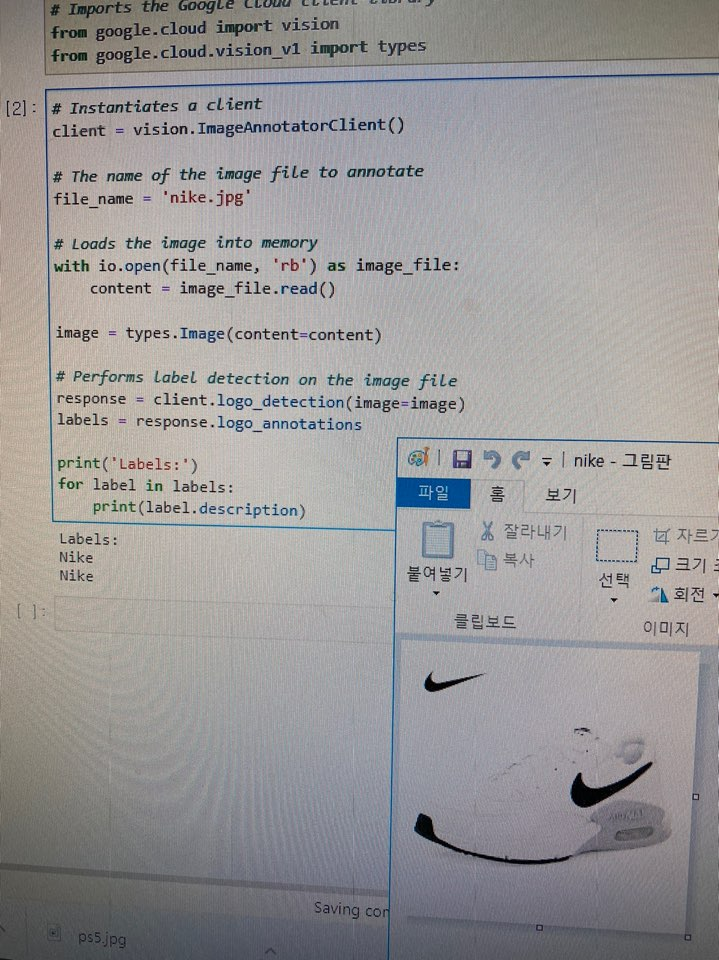 # Imports the Google Cloud client library
from google.cloud import vision
from google.cloud.vision_v1 import types
[2]:
# Instantiates a client
client = vision.ImageAnnotatorClient()
# The name of the image file to annotate
file_name = 'nike.jpg'
# Loads the image into memory
with io.open(file_name, 'rb') as image_file:
content = image_file.read()
image = types.Image(content=content)
# Performs label detection on the image file
response = client.logo_detection(image=image)
labels = response.logo_annotations
print('Labels:')
for label in labels:
print(label.description)
Labels:
Nike
Nike
[ ]:
nike - 그림판
파일 홈 보기
붙여넣기
잘라내기
복사
클립보드
선택
자르기
크기
회전
이미지
Saving
ps5.jpg